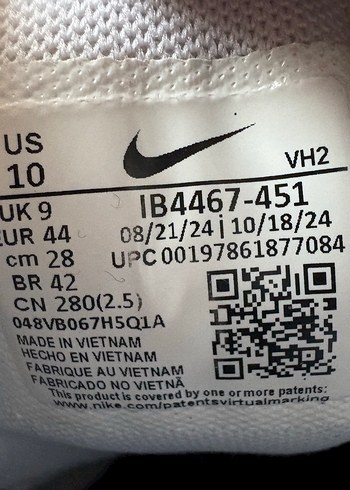 US
10
VH2
UK 9
EUR 44
cm 28
BR 42
CN 280(2.5)
IB4467-451
08/21/24 | 10/18/24
UPC 00197861877084
048VB067H5Q1A
MADE IN VIETNAM
HECHO EN VIETNAM
FABRIQUE AU VIETNAM
FABRICADO NO VIETNÃ
This product is covered by one or more patents:
www.nike.com/patentsvirtualmarking